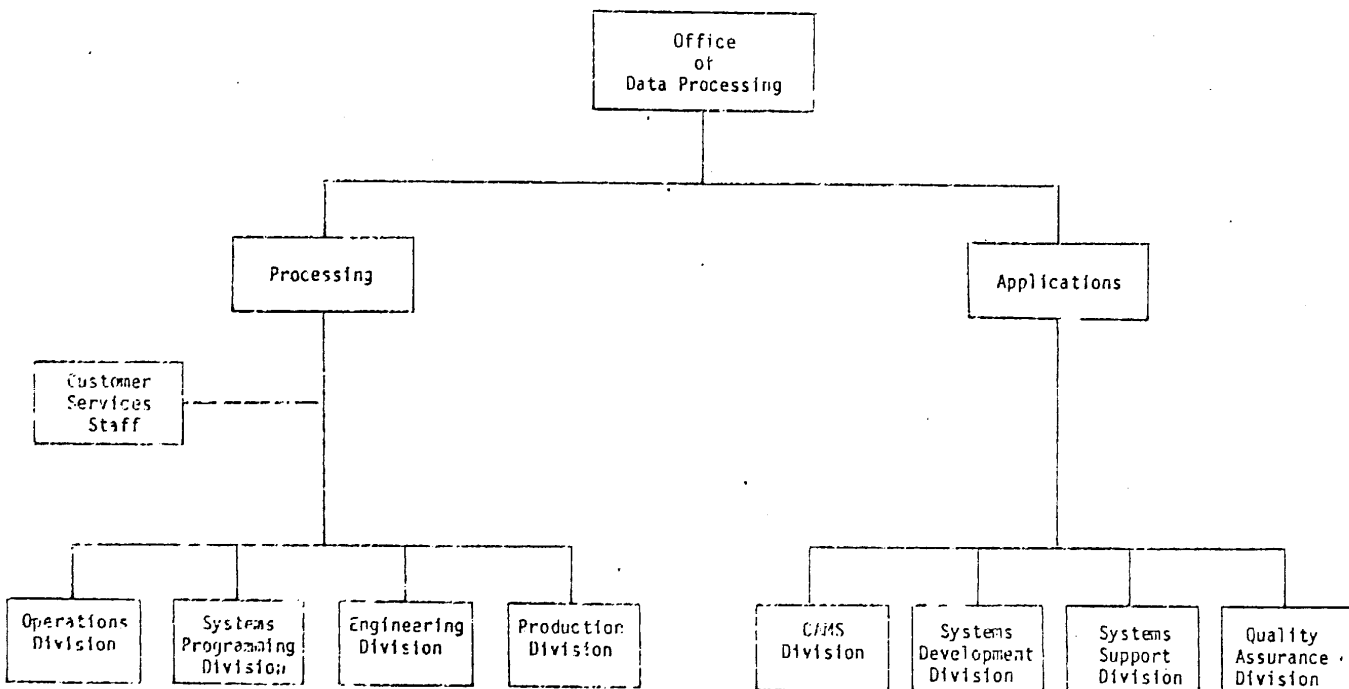 Office
of
Data Processing
Processing
Applications
Customer
Services
Staff
Operations
Division
Systems
Programing
Division
Engineering
Division
Production
Division
CAMS
Division
Systems
Development
Division
Systems
Support
Division
Quality
Assurance
Division